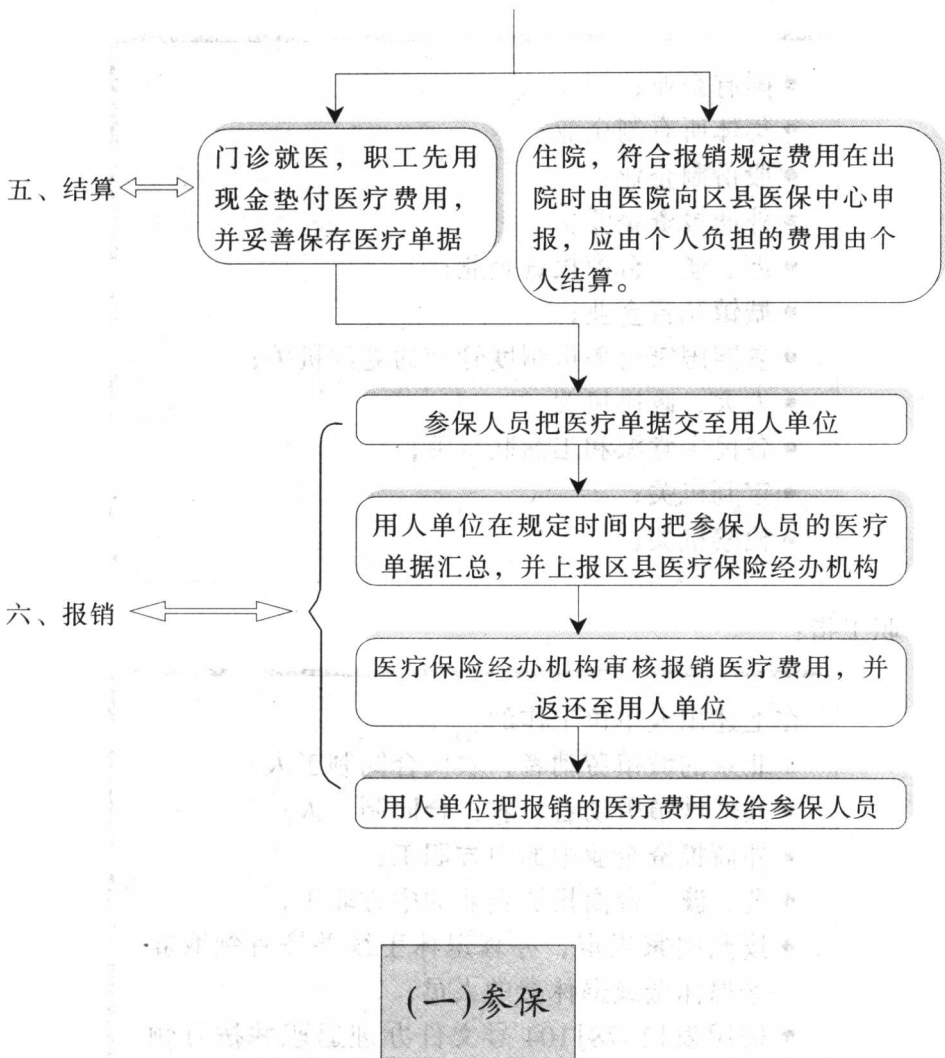 五、结算
门诊就医，职工先用
现金垫付医疗费用，
并妥善保存医疗单据
住院，符合报销规定费用在出
院时由医院向区县医保中心申
报，应由个人负担的费用由个
人结算。
六、报销
参保人员把医疗单据交至用人单位
用人单位在规定时间内把参保人员的医疗
单据汇总，并上报区县医疗保险经办机构
医疗保险经办机构审核报销医疗费用，并
返还至用人单位
用人单位把报销的医疗费用发给参保人员
(一)参保